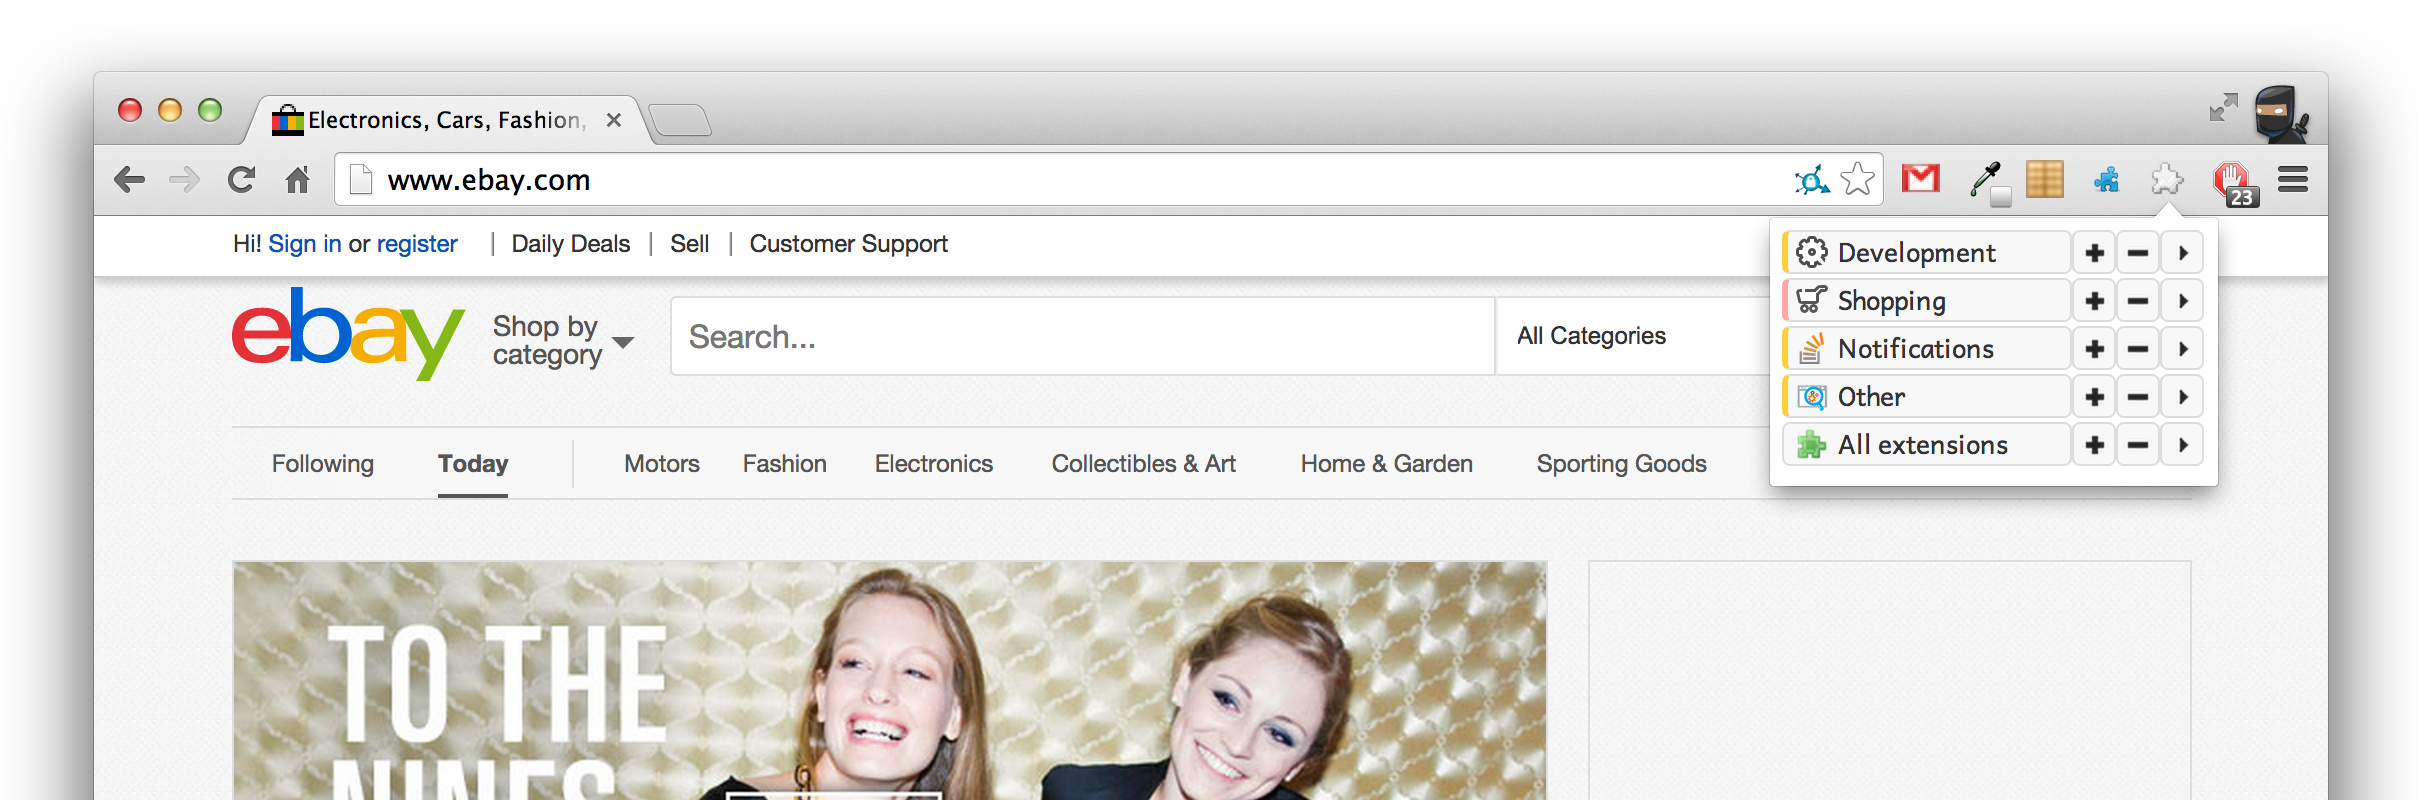 Electronics, Cars, Fashion,
www.ebay.com
23
Hi! Sign in or register | Daily Deals | Sell | Customer Support
Development
Shopping
Notifications
Other
All extensions
ebay
Shop by
category
Search...
All Categories
Following Today Motors Fashion Electronics Collectibles & Art Home & Garden Sporting Goods
TO THE
NINES